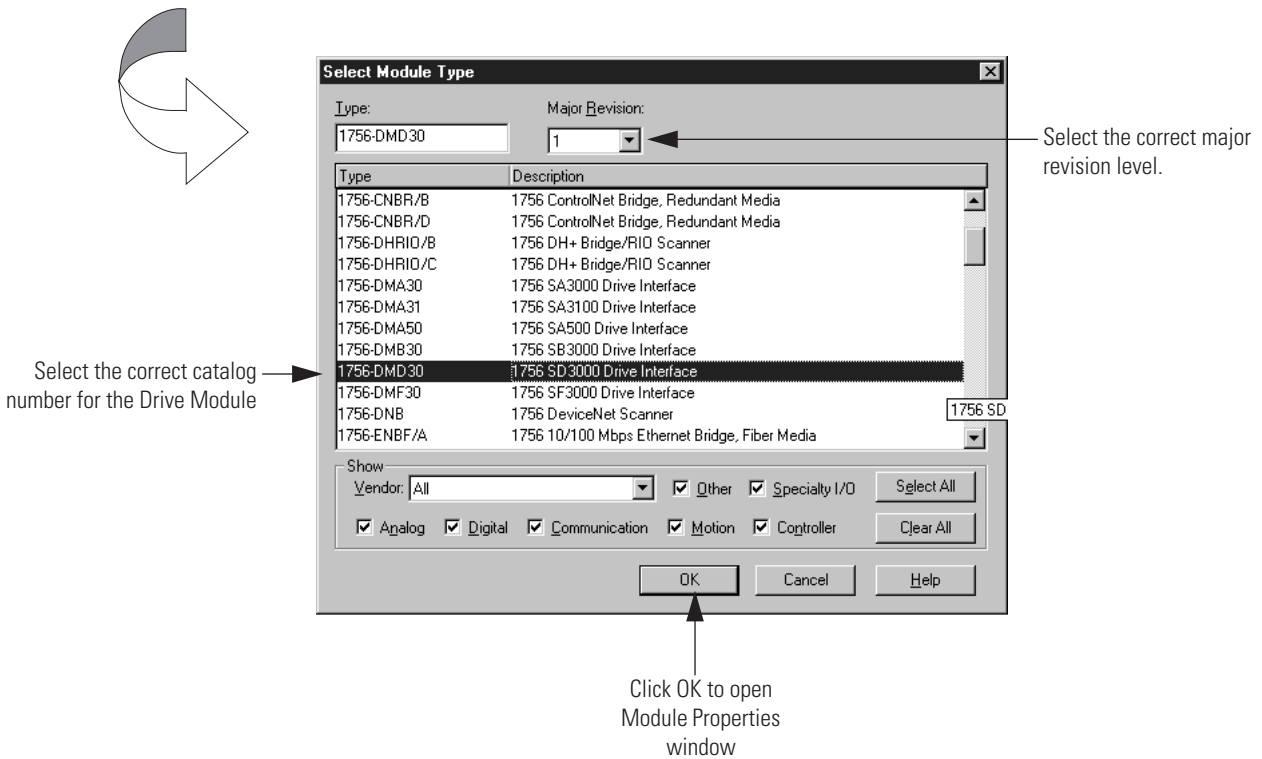 Select Module Type
Type:
Major Revision:
1756-DMD30
1
Select the correct major
revision level.
Type Description
1756-CNBR/B 1756 ControlNet Bridge, Redundant Media
1756-CNBR/D 1756 ControlNet Bridge, Redundant Media
1756-DHRIO/B 1756 DH+ Bridge/RIO Scanner
1756-DHRIO/C 1756 DH+ Bridge/RIO Scanner
1756-DMA30 1756 SA3000 Drive Interface
1756-DMA31 1756 SA3100 Drive Interface
1756-DMA50 1756 SA500 Drive Interface
1756-DMB30 1756 SB3000 Drive Interface
1756-DMD30 1756 SD3000 Drive Interface
1756-DMF30 1756 SF3000 Drive Interface
1756-DNB 1756 DeviceNet Scanner
1756-ENBF/A 1756 10/100 Mbps Ethernet Bridge, Fiber Media
1756 SD
Select the correct catalog
number for the Drive Module
Show
Vendor: All
Other Specialty I/O Select All
Analog Digital Communication Motion Controller Clear All
OK Cancel Help
Click OK to open
Module Properties
window